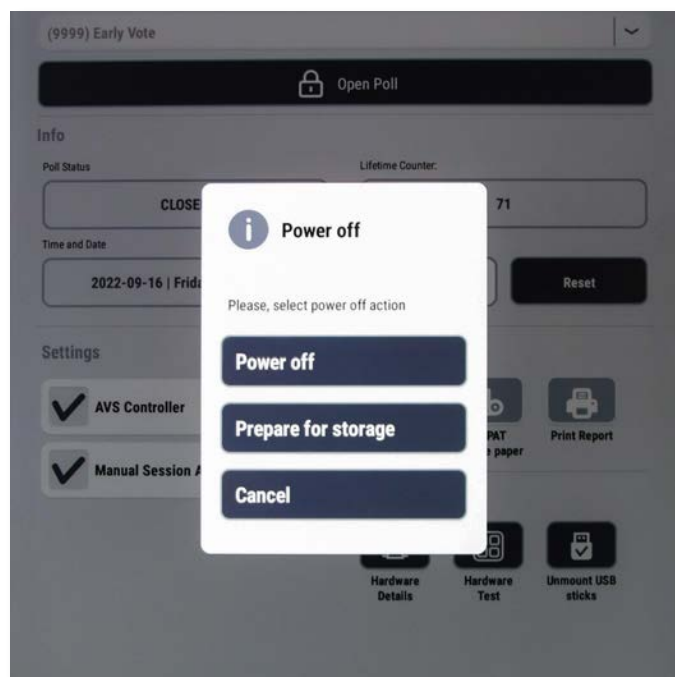 (9999) Early Vote
Open Poll
Info
Poll Status
Lifetime Counter:
CLOSE
71
Time and Date
2022-09-16 | Frid
Reset
Power off
Please, select power off action
Power off
Prepare for storage
Cancel
Settings
AVS Controller
Manual Session A
PAT
paper
Print Report
Hardware
Details
Hardware
Test
Unmount USB
sticks